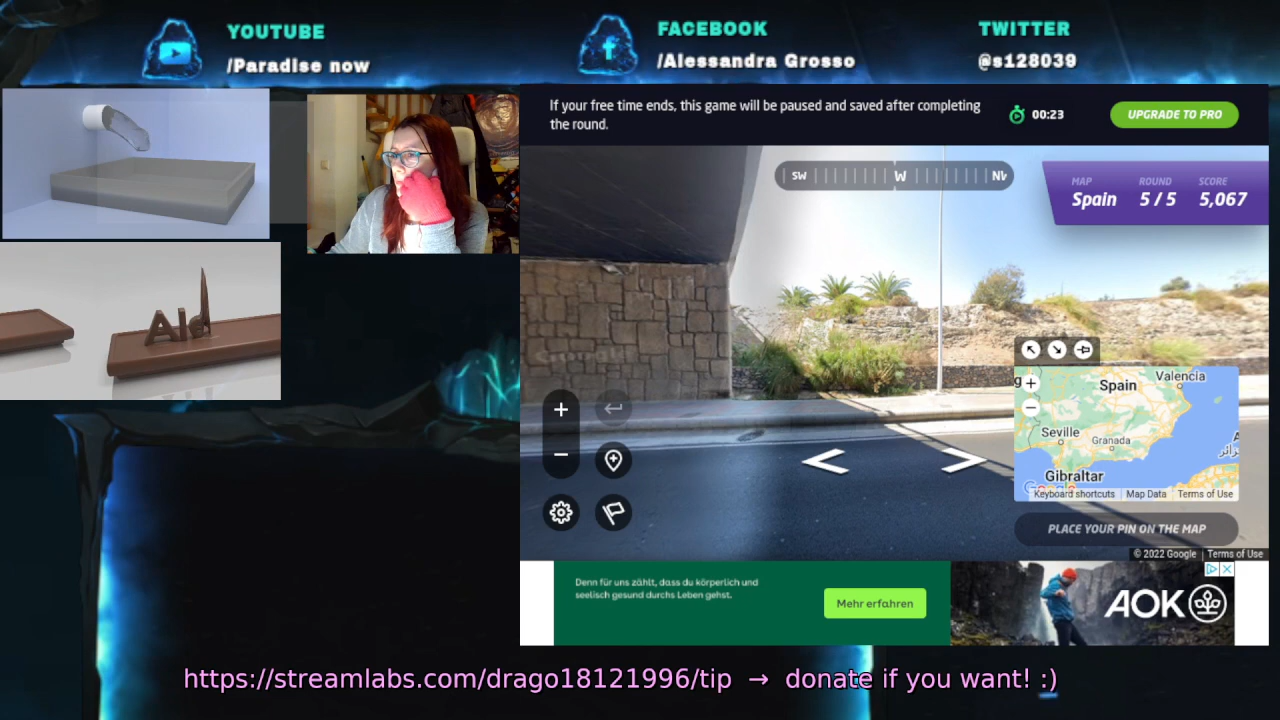 YOUTUBE
/Paradise now
FACEBOOK
/Alessandra Grosso
TWITTER
@s128039
If your free time ends, this game will be paused and saved after completing
the round.
00:23
UPGRADE TO PRO
SW
W
NW
MAP
Spain
ROUND
5 / 5
SCORE
5,067
Google
Spain
Valencia
Seville
Granada
Gibraltar
Keyboard shortcuts
Map Data
Terms of Use
PLACE YOUR PIN ON THE MAP
© 2022 Google
Terms of Use
Denn für uns zählt, dass du körperlich und
seelisch gesund durchs Leben gehst.
Mehr erfahren
AOK
https://streamlabs.com/drago18121996/tip → donate if you want! :)